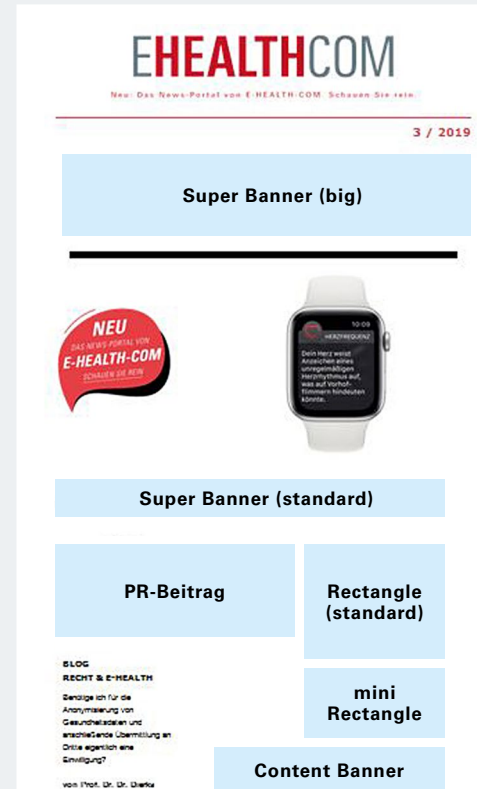 EHEALTHCOM
Neu: Das News-Portal von E-HEALTH-COM. Schauen Sie rein.
3 / 2019
Super Banner (big)
NEU
DAS NEWS-PORTAL VON
E-HEALTH-COM
SCHAUEN SIE REIN
10:09
HERZFREQUENZ
Dein Herz weist
Anzeichen eines
unregelmäßigen
Herzrhythmus auf,
was auf Vorhof-
flimmern hindeuten
könnte.
Super Banner (standard)
PR-Beitrag
Rectangle
(standard)
BLOG
RECHT & E-HEALTH
Benötige ich für die
Anonymisierung von
Gesundheitsdaten und
anschließende Übermittlung an
Dritte eigentlich eine
Einwilligung?
von Prof. Dr. Dr. Dierks
mini
Rectangle
Content Banner